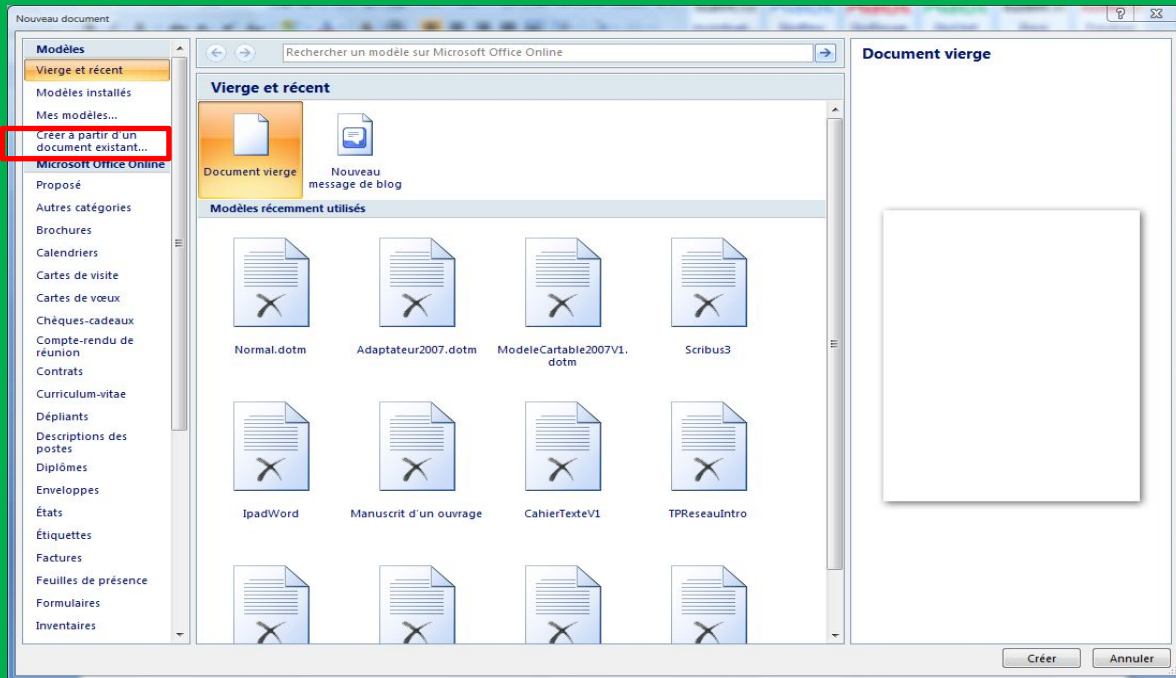 Nouveau document
Modèles
Vierge et récent
Modèles installés
Mes modèles...
Créer à partir d'un
document existant...
Microsoft Office Online
Proposé
Autres catégories
Brochures
Calendriers
Cartes de visite
Cartes de vœux
Chèques-cadeaux
Compte-rendu de
réunion
Contrats
Curriculum-vitae
Dépliants
Descriptions des
postes
Diplômes
Enveloppes
États
Étiquettes
Factures
Feuilles de présence
Formulaires
Inventaires
Rechercher un modèle sur Microsoft Office Online
Vierge et récent
Document vierge
Nouveau
message de blog
Modèles récemment utilisés
Normal.dotm
Adaptateur2007.dotm
ModeleCartable2007V1.
dotm
Scribus3
IpadWord
Manuscrit d'un ouvrage
CahierTexteV1
TPReseauIntro
Document vierge
Créer
Annuler